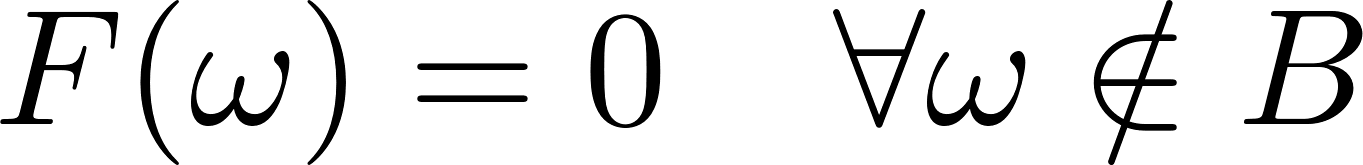 F(ω) = 0 ∀ω ∉ B